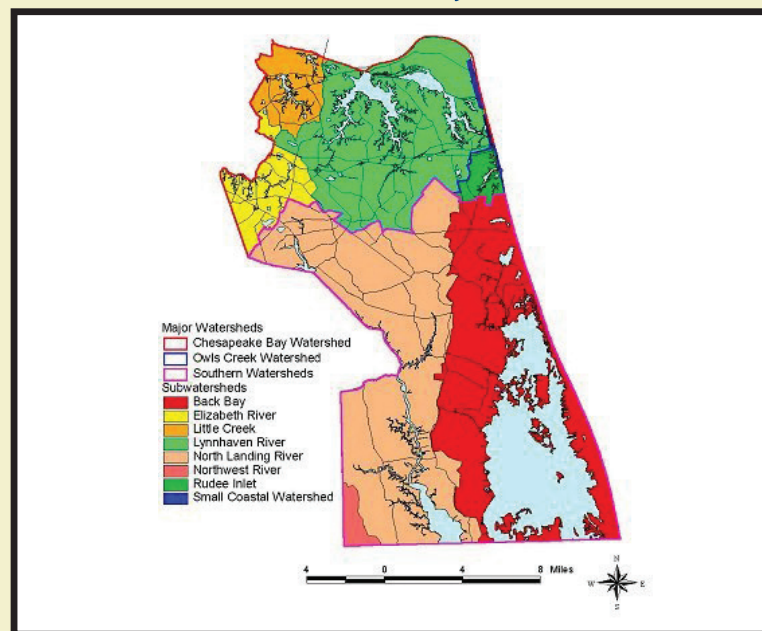 Major Watersheds
Chesapeake Bay Watershed
Owls Creek Watershed
Southern Watersheds
Subwatersheds
Back Bay
Elizabeth River
Little Creek
Lynnhaven River
North Landing River
Northwest River
Rudee Inlet
Small Coastal Watershed
4 0 4 8 Miles
N
W E
S